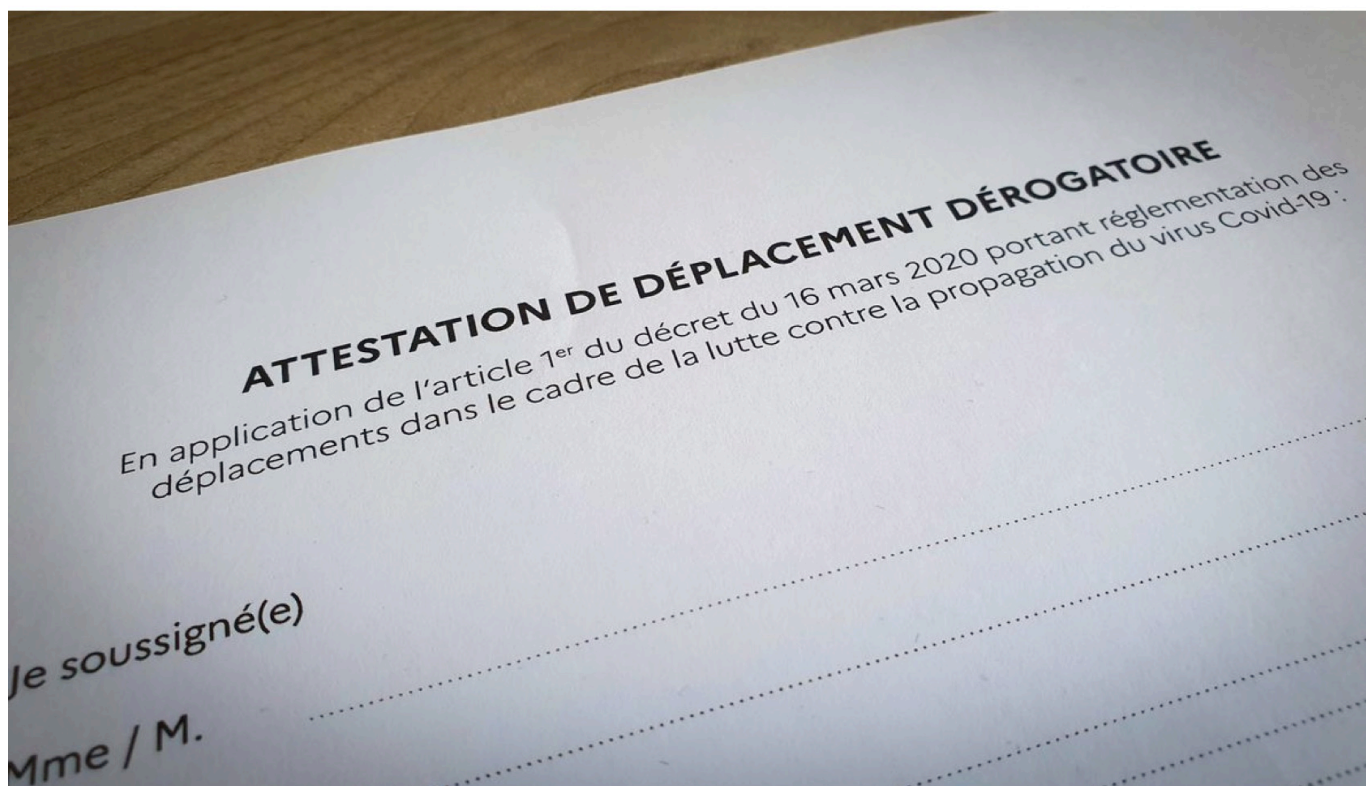 ATTESTATION DE DÉPLACEMENT DÉROGATOIRE
En application de l'article 1er du décret du 16 mars 2020 portant réglementation des
déplacements dans le cadre de la lutte contre la propagation du virus Covid-19 :
Je soussigné(e)
Mme / M.